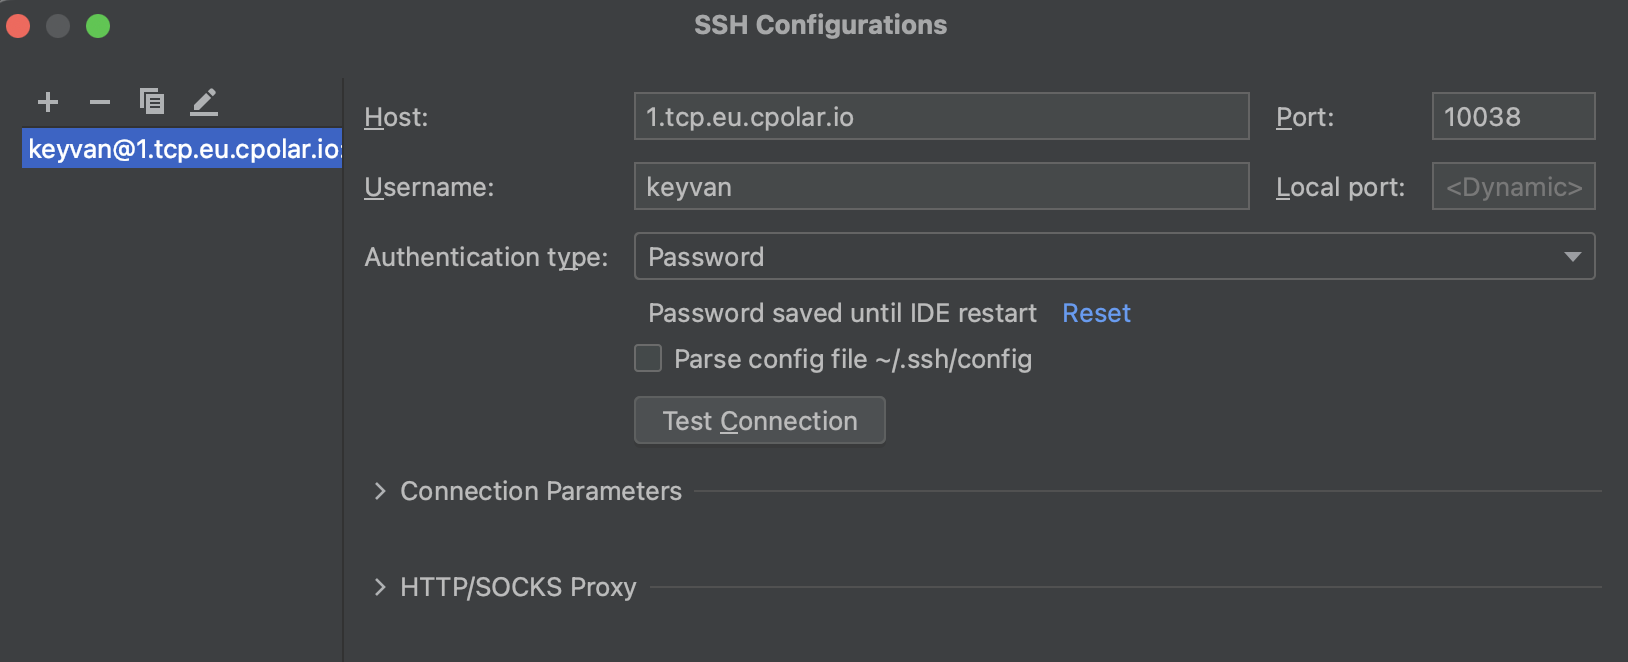 SSH Configurations
keyvan@1.tcp.eu.cpolar.io:
Host: 1.tcp.eu.cpolar.io Port: 10038
Username: keyvan Local port: <Dynamic>
Authentication type: Password
Password saved until IDE restart Reset
Parse config file ~/.ssh/config
Test Connection
Connection Parameters
HTTP/SOCKS Proxy